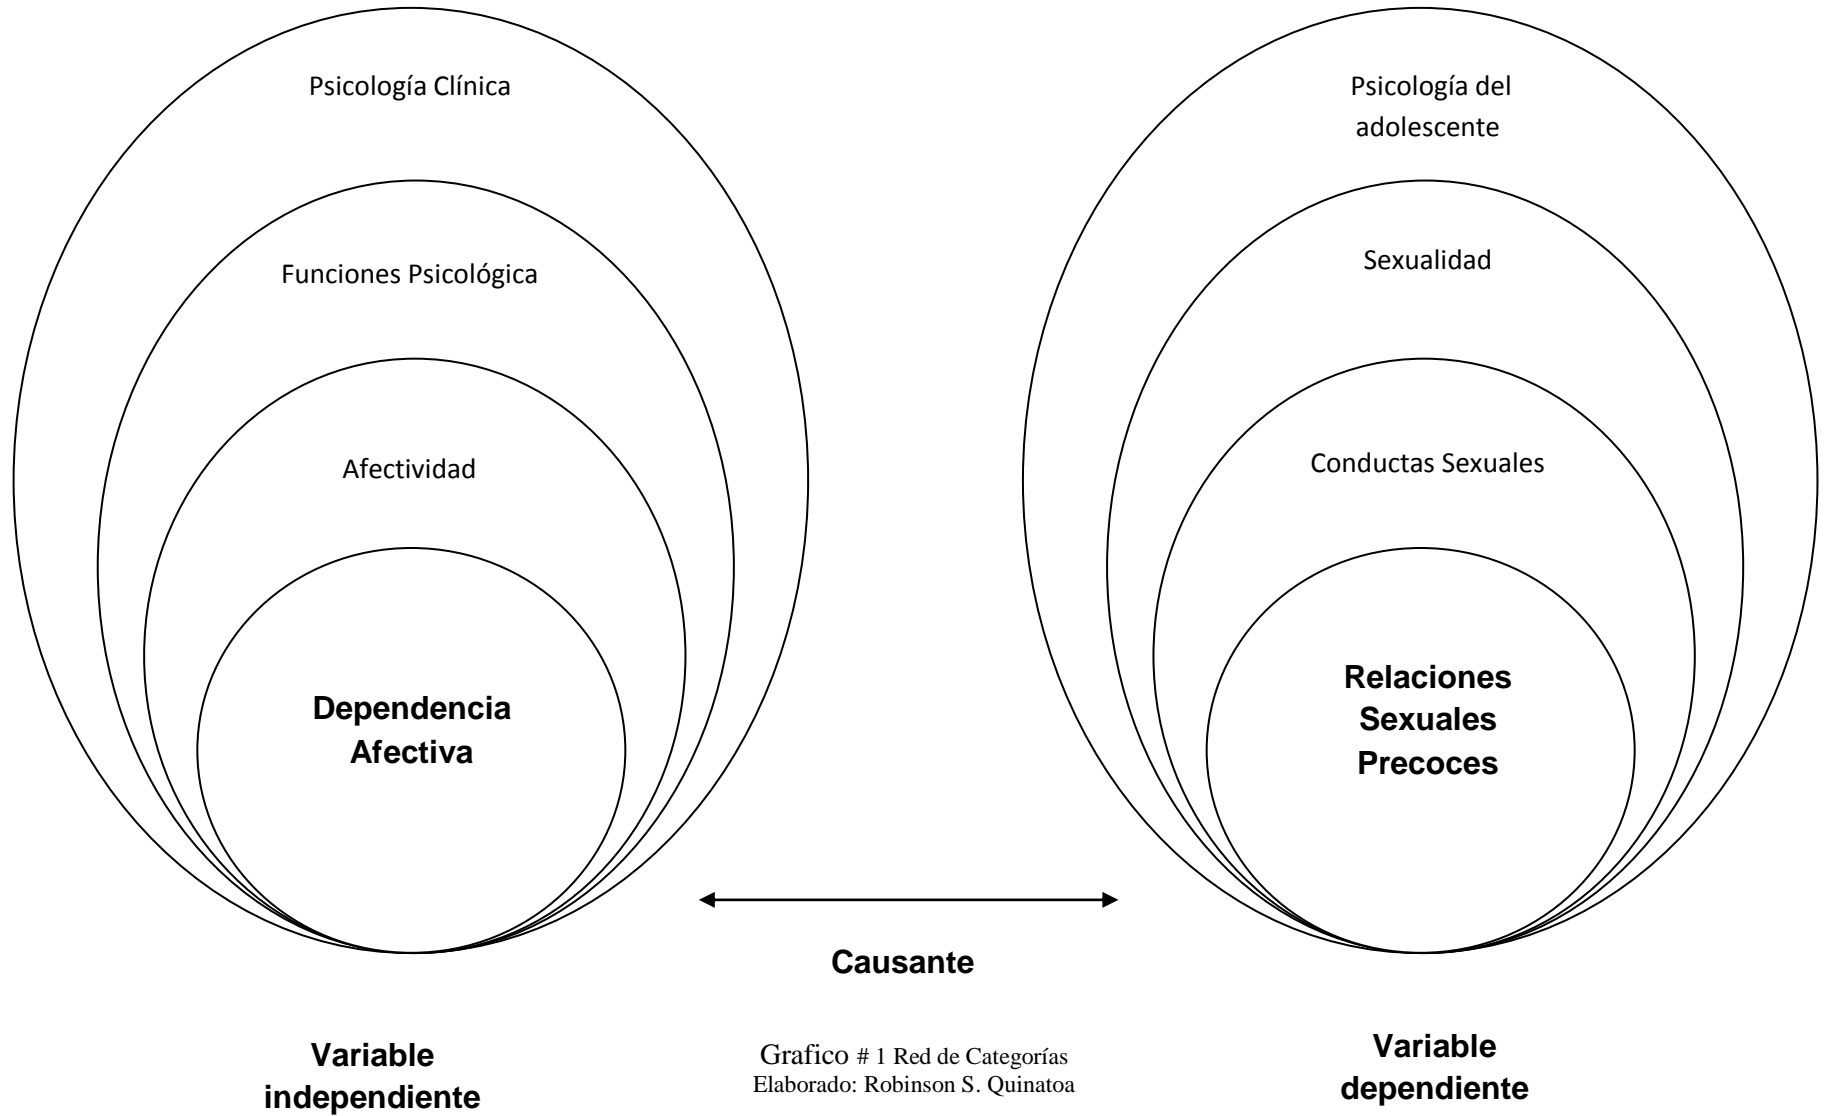 Psicología Clínica
Funciones Psicológica
Afectividad
Dependencia
Afectiva
Psicología del
adolescente
Sexualidad
Conductas Sexuales
Relaciones
Sexuales
Precoces
Causante
Variable
independiente
Grafico # 1 Red de Categorías
Elaborado: Robinson S. Quinatoa
Variable
dependiente